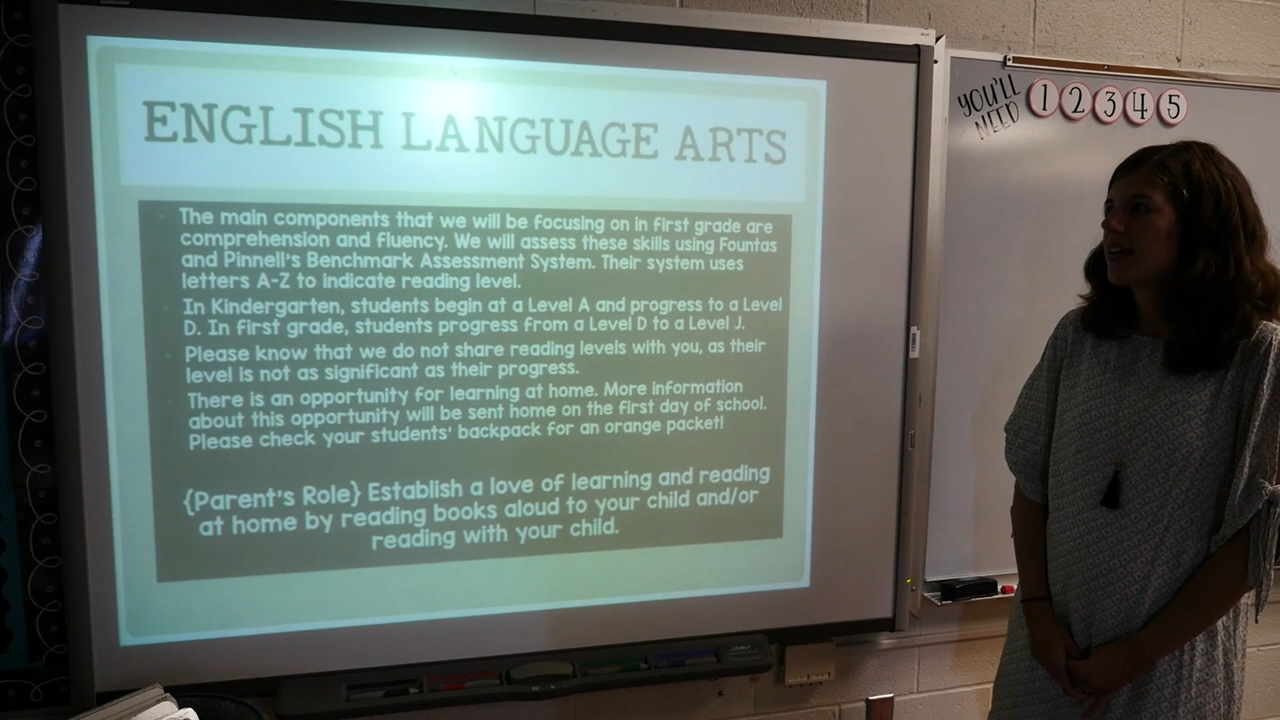 ENGLISH LANGUAGE ARTS
The main components that we will be focusing on in first grade are
comprehension and fluency. We will assess these skills using Fountas
and Pinnell's Benchmark Assessment System. Their system uses
letters A-Z to indicate reading level.
In Kindergarten, students begin at a Level A and progress to a Level
D. In first grade, students progress from a Level D to a Level J.
Please know that we do not share reading levels with you, as their
level is not as significant as their progress.
There is an opportunity for learning at home. More information
about this opportunity will be sent home on the first day of school.
Please check your students' backpack for an orange packet!
{Parent's Role} Establish a love of learning and reading
at home by reading books aloud to your child and/or
reading with your child.
YOU'LL
NEED
1 2 3 4 5